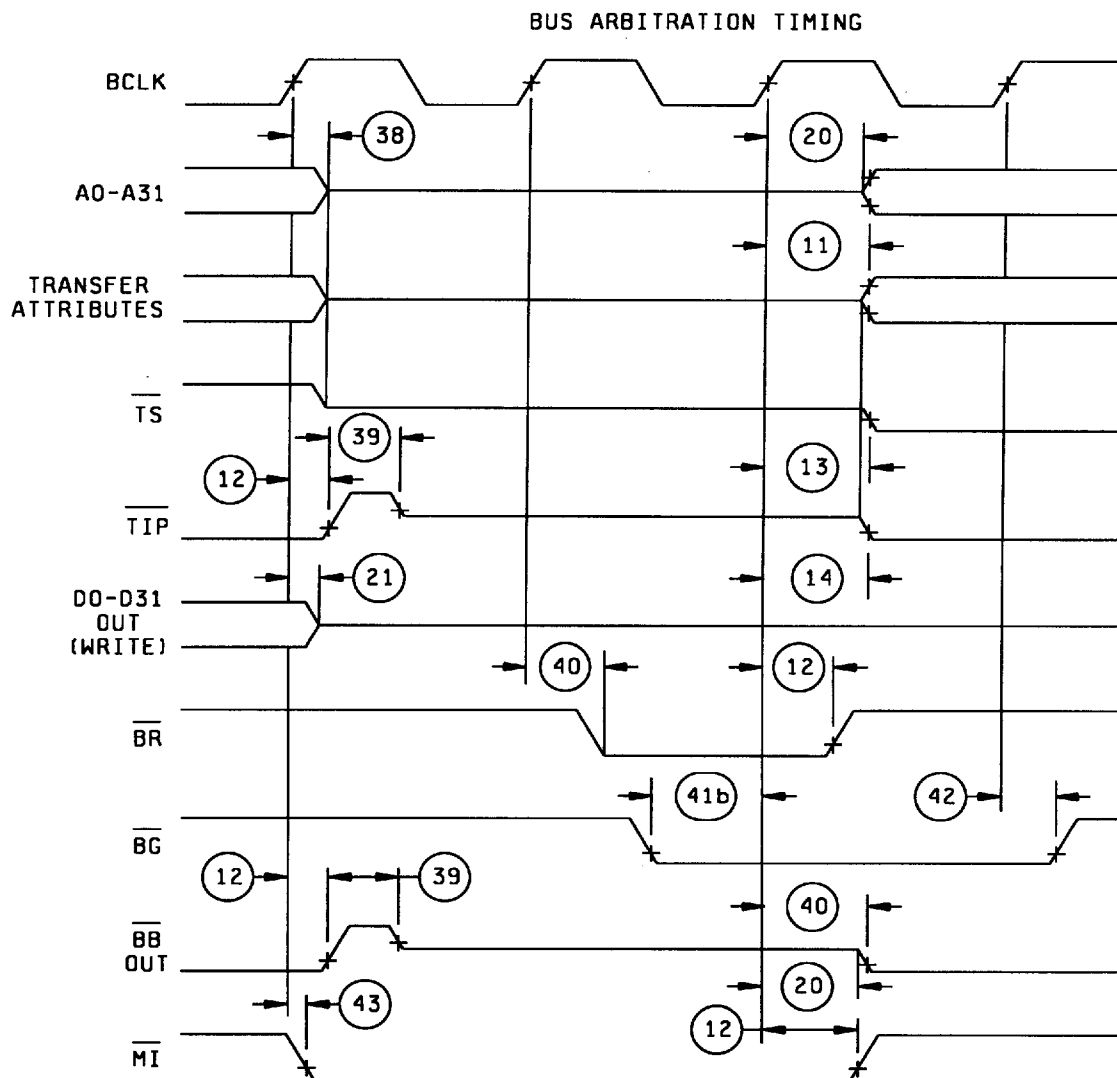 BUS ARBITRATION TIMING
BCLK
38
20
A0-A31
11
TRANSFER
ATTRIBUTES
TS
39
13
12
TIP
21
14
D0-D31
OUT
(WRITE)
40
12
BR
41b
42
BG
12
39
40
BB
OUT
20
43
12
MI